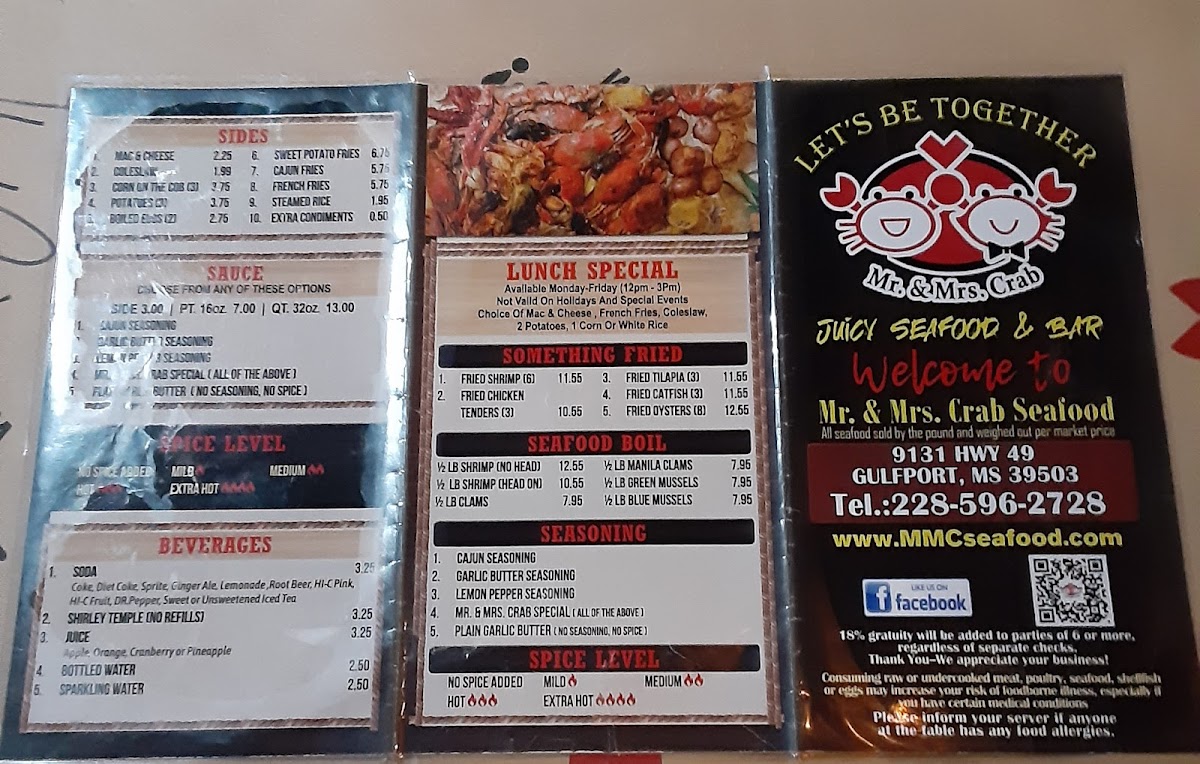 SIDES
1. MAC & CHEESE 2.25 6. SWEET POTATO FRIES 6.75
2. COLESLAW 1.99 7. CAJUN FRIES 5.75
3. CORN ON THE COB (3) 3.75 8. FRENCH FRIES 5.75
4. POTATOES (3) 3.75 9. STEAMED RICE 1.95
5. BOILED EGGS (2) 2.75 10. EXTRA CONDIMENTS 0.50
SAUCE
CHOOSE FROM ANY OF THESE OPTIONS
SIDE 3.00 | PT. 16oz. 7.00 | QT. 32oz. 13.00
1. CAJUN SEASONING
GARLIC BUTTER SEASONING
LEMON PEPPER SEASONING
MR. CRAB SPECIAL ( ALL OF THE ABOVE )
5 BUTTER ( NO SEASONING, NO SPICE )
SPICE LEVEL
NO SPICE ADDED MILD MEDIUM
HOT EXTRA HOT
BEVERAGES
1. SODA 3.25
Coke, Diet Coke, Sprite, Ginger Ale, Lemonade, Root Beer, HI-C Pink,
HI-C Fruit, DR.Pepper, Sweet or Unsweetened Iced Tea
2. SHIRLEY TEMPLE (NO REFILLS) 3.25
3. JUICE 3.25
Apple, Orange, Cranberry or Pineapple
4. BOTTLED WATER 2.50
5. SPARKLING WATER 2.50
LUNCH SPECIAL
Available Monday-Friday (12pm - 3Pm)
Not Vaild On Holidays And Special Events
Choice Of Mac & Cheese , French Fries, Coleslaw,
2 Potatoes, 1 Corn Or White Rice
SOMETHING FRIED
1. FRIED SHRIMP (6) 11.55 3. FRIED TILAPIA (3) 11.55
2. FRIED CHICKEN 4. FRIED CATFISH (3) 11.55
TENDERS (3) 10.55 5. FRIED OYSTERS (8) 12.55
SEAFOOD BOIL
½ LB SHRIMP (NO HEAD) 12.55 ½ LB MANILA CLAMS 7.95
½ LB SHRIMP (HEAD ON) 10.55 ½ LB GREEN MUSSELS 7.95
½ LB CLAMS 7.95 ½ LB BLUE MUSSELS 7.95
SEASONING
1. CAJUN SEASONING
2. GARLIC BUTTER SEASONING
3. LEMON PEPPER SEASONING
4. MR. & MRS. CRAB SPECIAL ( ALL OF THE ABOVE )
5. PLAIN GARLIC BUTTER ( NO SEASONING, NO SPICE )
SPICE LEVEL
NO SPICE ADDED MILD MEDIUM
HOT EXTRA HOT
LET'S BE TOGETHER
Mr. & Mrs. Crab
JUICY SEAFOOD & BAR
Welcome to
Mr. & Mrs. Crab Seafood
All seafood sold by the pound and weighed out per market price
9131 HWY 49
GULFPORT, MS 39503
Tel.:228-596-2728
www.MMCseafood.com
LIKE US ON
f facebook
18% gratuity will be added to parties of 6 or more,
regardless of separate checks.
Thank You-We appreciate your business!
Consuming raw or undercooked meat, poultry, seafood, shellfish
or eggs may increase your risk of foodborne illness, especially if
you have certain medical conditions
Please inform your server if anyone
at the table has any food allergies.